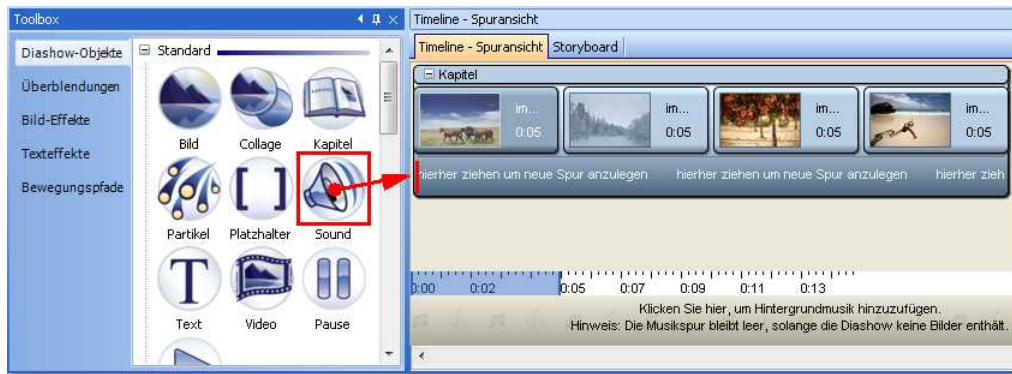 Toolbox
Diashow-Objekte
Überblendungen
Bild-Effekte
Texteffekte
Bewegungspfade
Standard
Bild Collage Kapitel
Partikel Platzhalter Sound
Text Video Pause
Timeline - Spuransicht
Timeline - Spuransicht Storyboard
Kapitel
im... im... im... im...
0:05 0:05 0:05 0:05
hierher ziehen um neue Spur anzulegen hierher ziehen um neue Spur anzulegen hierher zieh
0:00 0:02 0:05 0:07 0:09 0:11 0:13
Klicken Sie hier, um Hintergrundmusik hinzuzufügen.
Hinweis: Die Musikspur bleibt leer, solange die Diashow keine Bilder enthält.